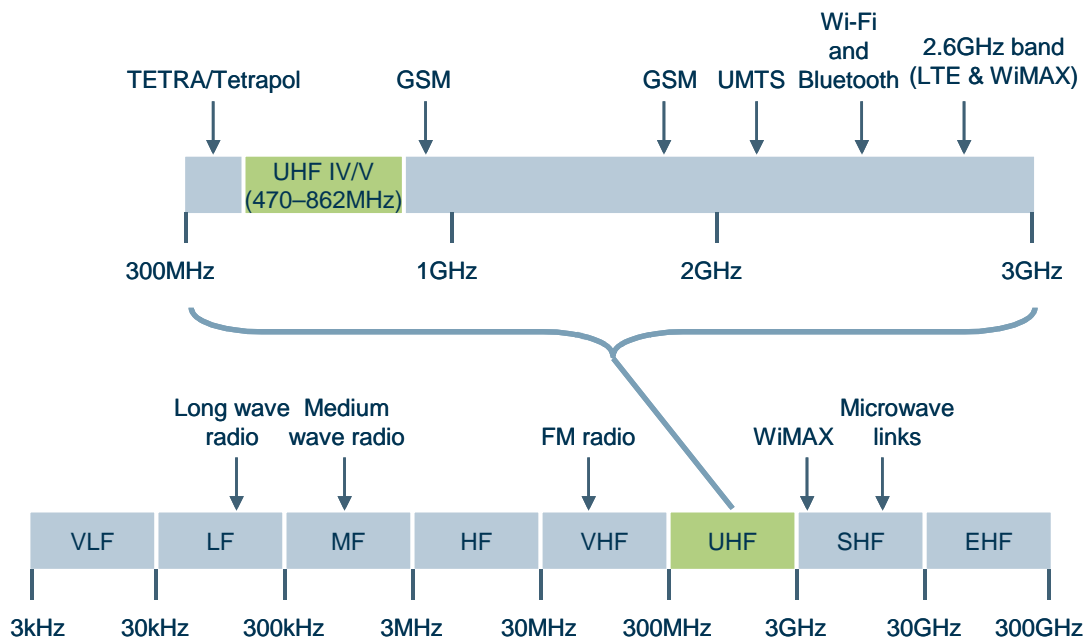 Wi-Fi
and
Bluetooth
2.6GHz band
(LTE & WiMAX)
TETRA/Tetrapol
GSM
GSM
UMTS
UHF IV/V
(470–862MHz)
300MHz
1GHz
2GHz
3GHz
Long wave
radio
Medium
wave radio
FM radio
WiMAX
Microwave
links
VLF
LF
MF
HF
VHF
UHF
SHF
EHF
3kHz
30kHz
300kHz
3MHz
30MHz
300MHz
3GHz
30GHz
300GHz